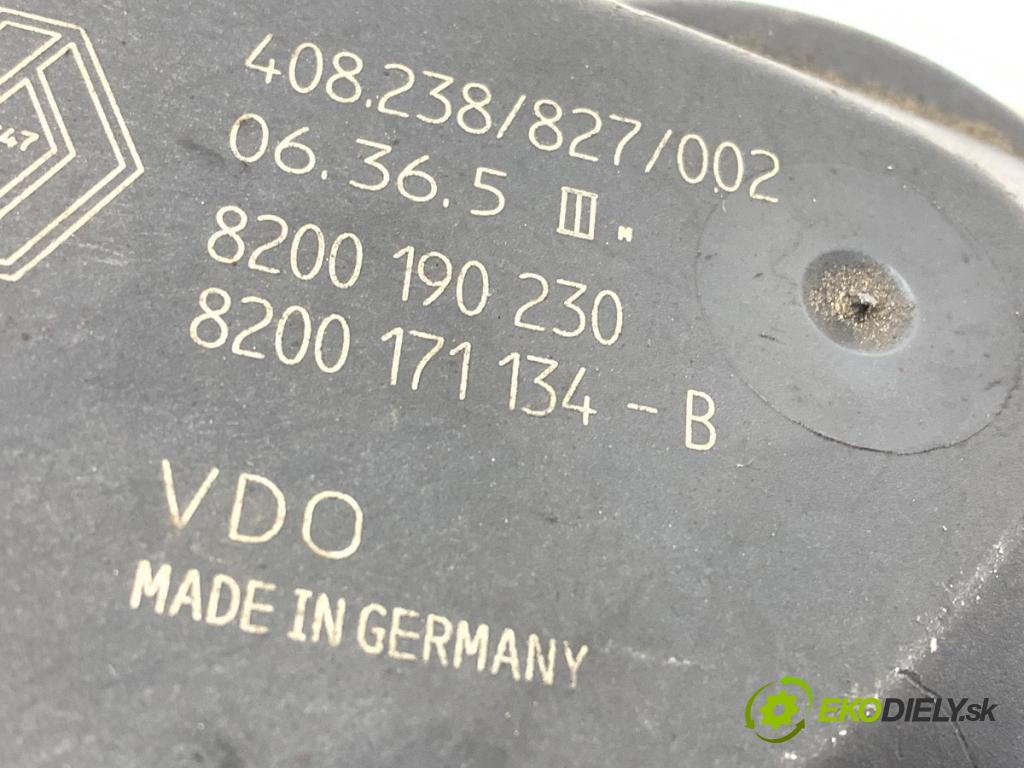 408.238/827/002
06.36.5 III.M
8200 190 230
8200 171 134 - B
VDO
MADE IN GERMANY
EKODIELY.sk